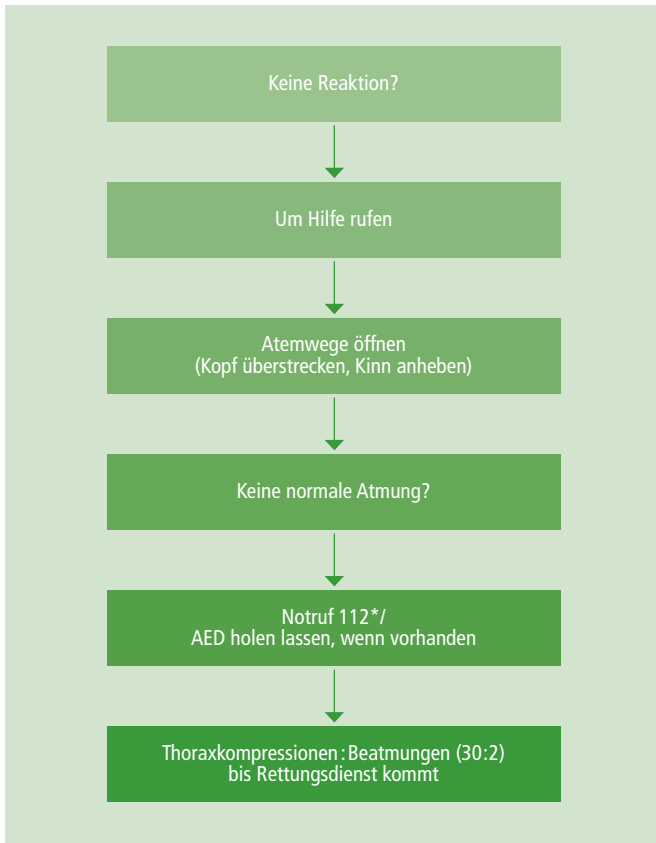 Keine Reaktion?
Um Hilfe rufen
Atemwege öffnen
(Kopf überstrecken, Kinn anheben)
Keine normale Atmung?
Notruf 112*/
AED holen lassen, wenn vorhanden
Thoraxkompressionen: Beatmungen (30:2)
bis Rettungsdienst kommt